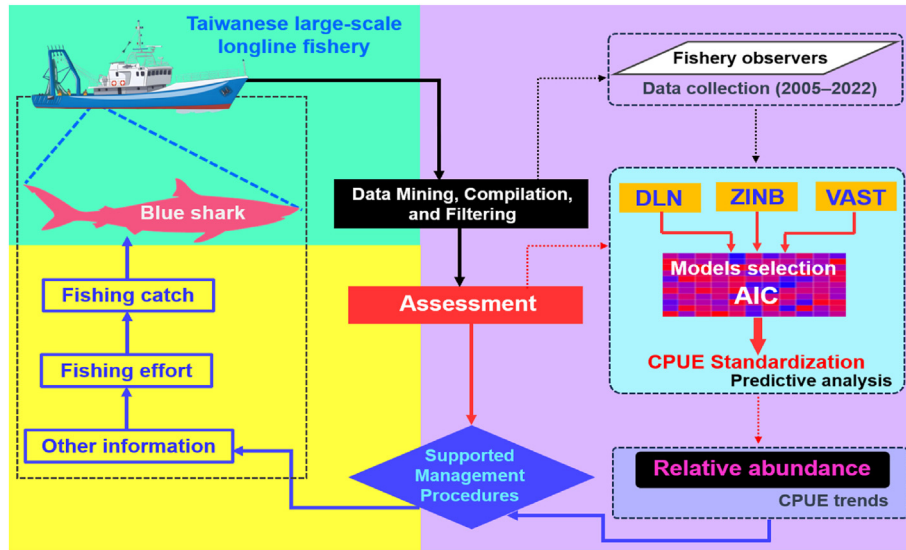 Taiwanese large-scale
longline fishery
Fishery observers
Data collection (2005–2022)
Blue shark
Data Mining, Compilation,
and Filtering
DLN
ZINB
VAST
Models selection
AIC
Fishing catch
Assessment
CPUE Standardization
Predictive analysis
Fishing effort
Other information
Supported
Management
Procedures
Relative abundance
CPUE trends